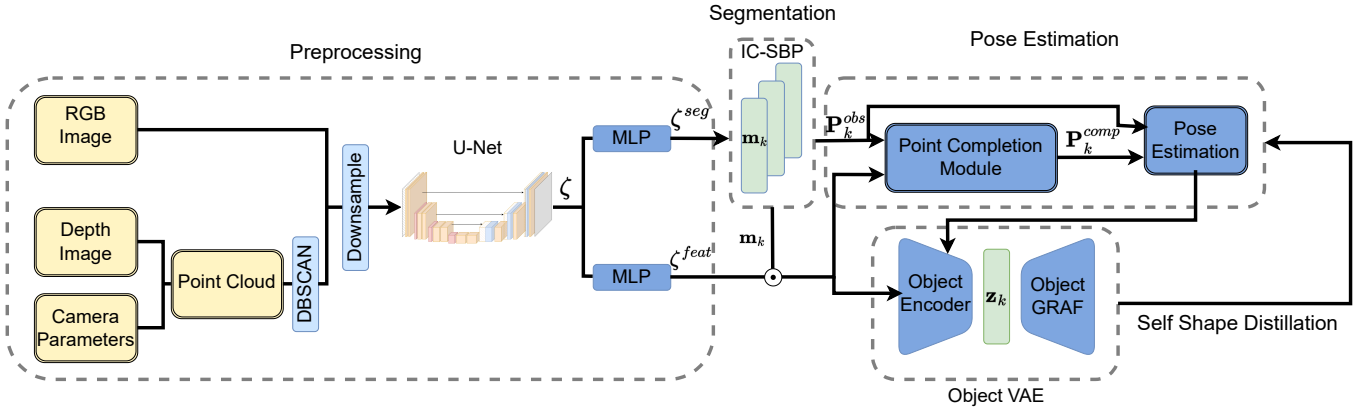 Preprocessing
RGB
Image
Depth
Image
Camera
Parameters
Point Cloud
DBSCAN
Downsample
U-Net
ζ
MLP
ζ^{seg}
MLP
ζ^{feat}
Segmentation
IC-SBP
m_k
m_k
Pose Estimation
P_k^{obs}
Point Completion
Module
P_k^{comp}
Pose
Estimation
Object
Encoder
z_k
Object
GRAF
Object VAE
Self Shape Distillation